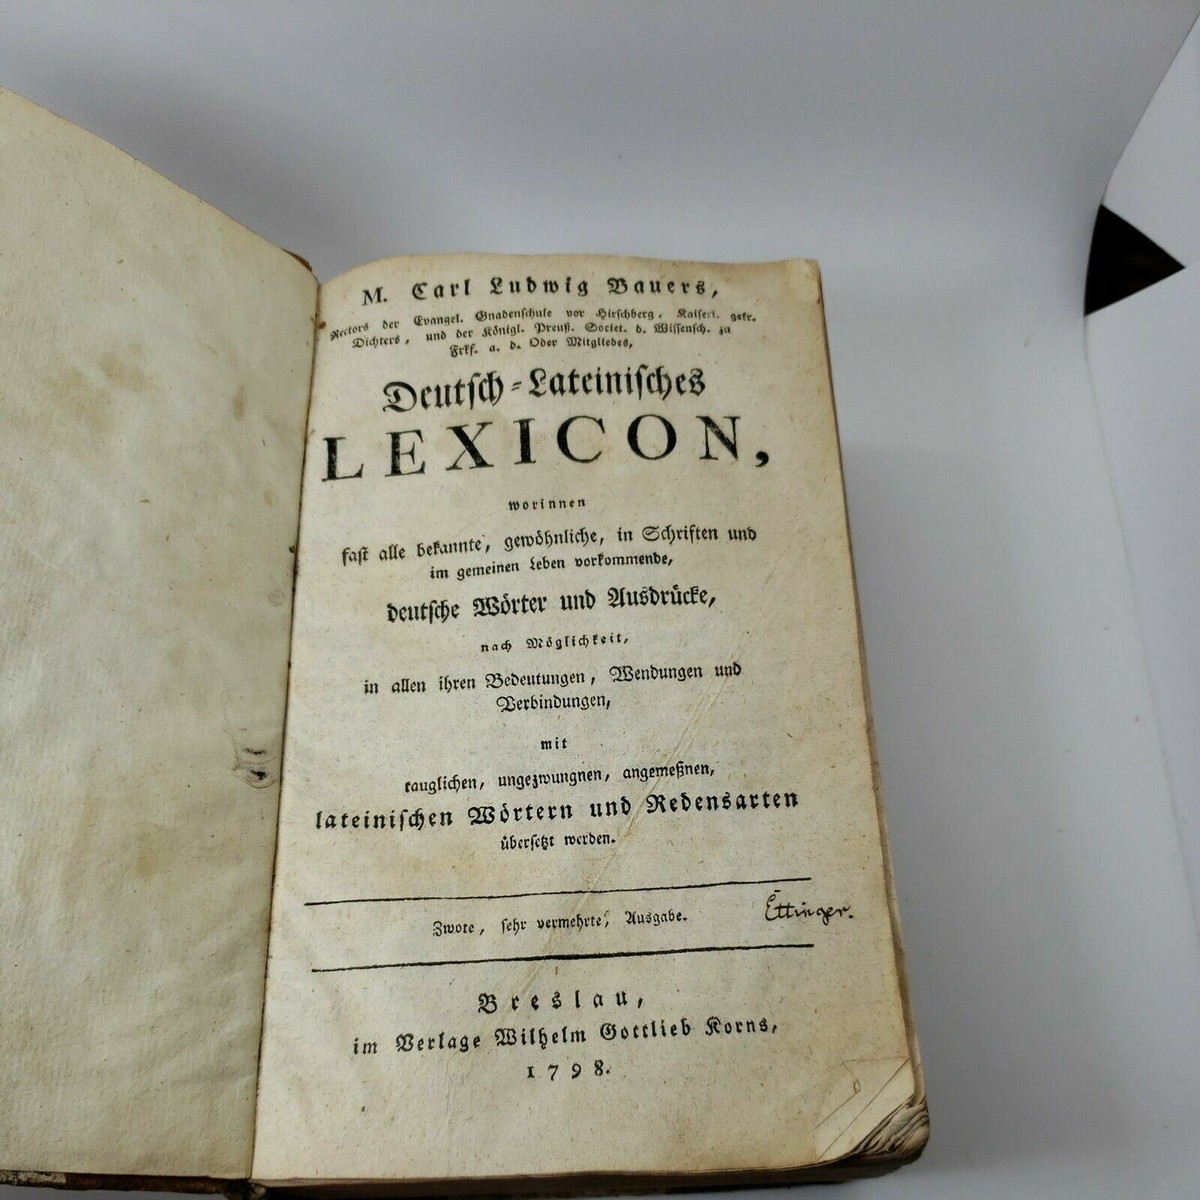 M. Carl Ludwig Bauers,
Rectors der Evangel. Gnadenschule vor Hirschberg, Kaiserl. gekr.
Dichters, und der Königl. Preuß. Societ. d. Wissensch. zu
Frkf. a. d. Oder Mitgliedes,
Deutsch-Lateinisches
LEXICON,
worinnen
fast alle bekannte, gewöhnliche, in Schriften und
im gemeinen Leben vorkommende,
deutsche Wörter und Ausdrücke,
nach Möglichkeit,
in allen ihren Bedeutungen, Wendungen und
Verbindungen,
mit
tauglichen, ungezwungnen, angemeßnen,
lateinischen Wörtern und Redensarten
übersetzt werden.
Zwote, sehr vermehrte, Ausgabe.
Ettinger.
Breslau,
im Verlage Wilhelm Gottlieb Korns,
1798.